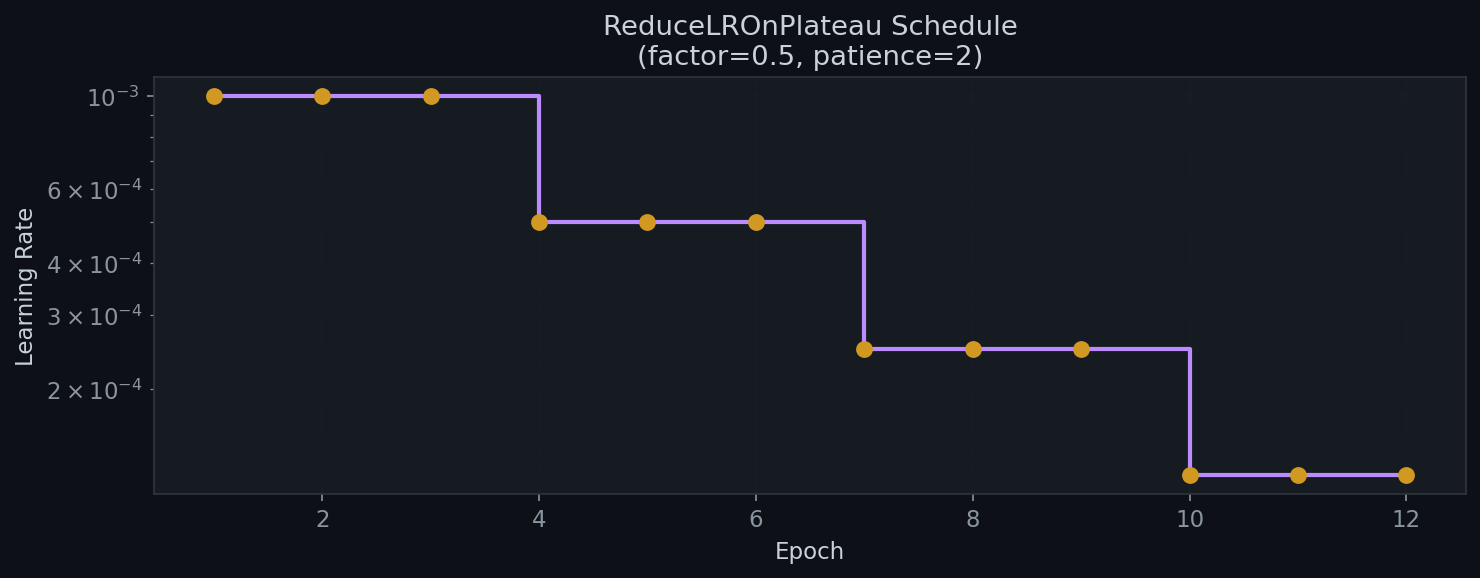 ReduceLROnPlateau Schedule
(factor=0.5, patience=2)
Learning Rate
10⁻³
6 × 10⁻⁴
4 × 10⁻⁴
3 × 10⁻⁴
2 × 10⁻⁴
2 4 6 8 10 12
Epoch